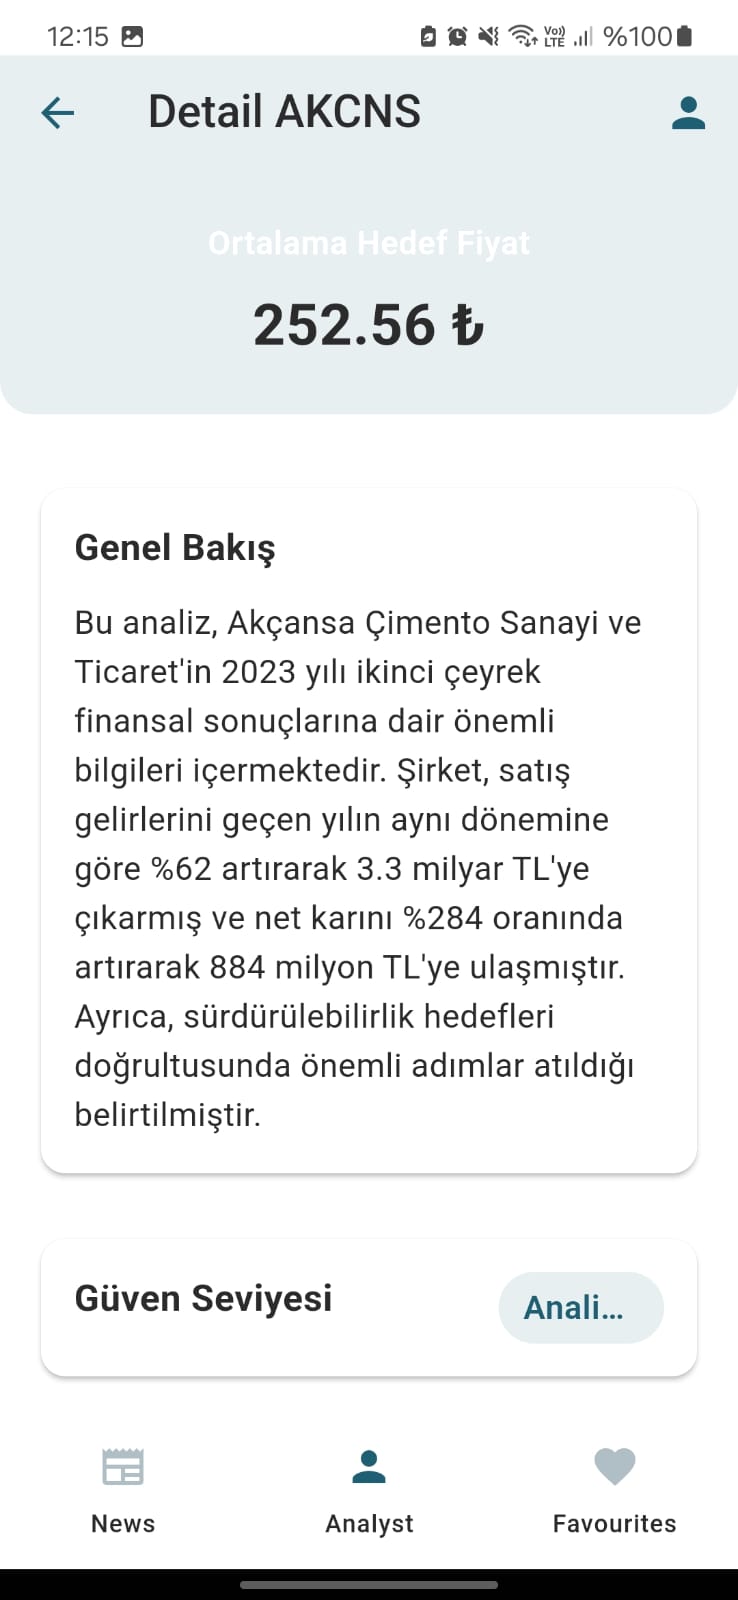 12:15
Vo))
LTE
%100
Detail AKCNS
Ortalama Hedef Fiyat
252.56 ₺
Genel Bakış
Bu analiz, Akçansa Çimento Sanayi ve
Ticaret'in 2023 yılı ikinci çeyrek
finansal sonuçlarına dair önemli
bilgileri içermektedir. Şirket, satış
gelirlerini geçen yılın aynı dönemine
göre %62 artırarak 3.3 milyar TL'ye
çıkarmış ve net karını %284 oranında
artırarak 884 milyon TL'ye ulaşmıştır.
Ayrıca, sürdürülebilirlik hedefleri
doğrultusunda önemli adımlar atıldığı
belirtilmiştir.
Güven Seviyesi
Anali...
News
Analyst
Favourites